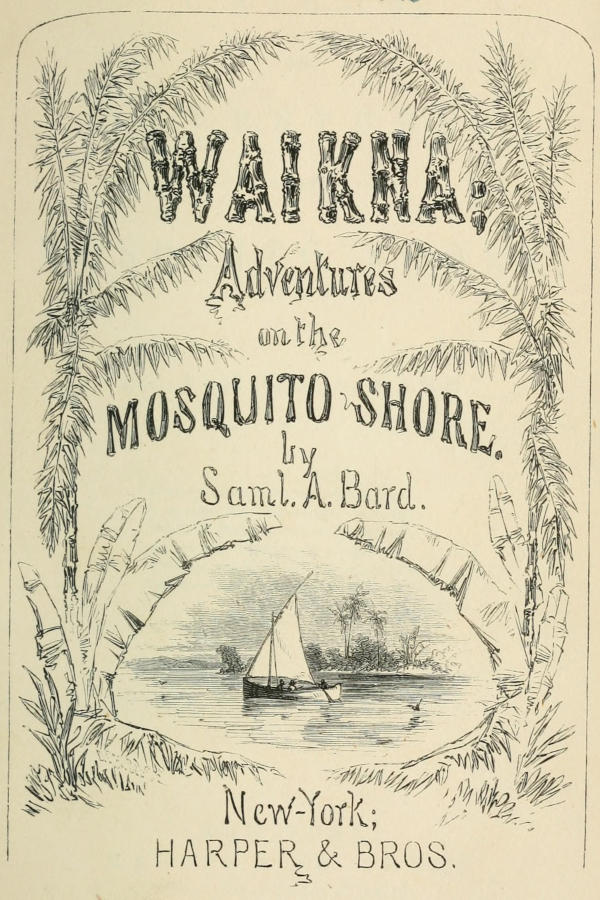 WAIKNA;
Adventures
on the
MOSQUITO SHORE.
by
Saml. A. Bard.
New-York;
HARPER & BROS.